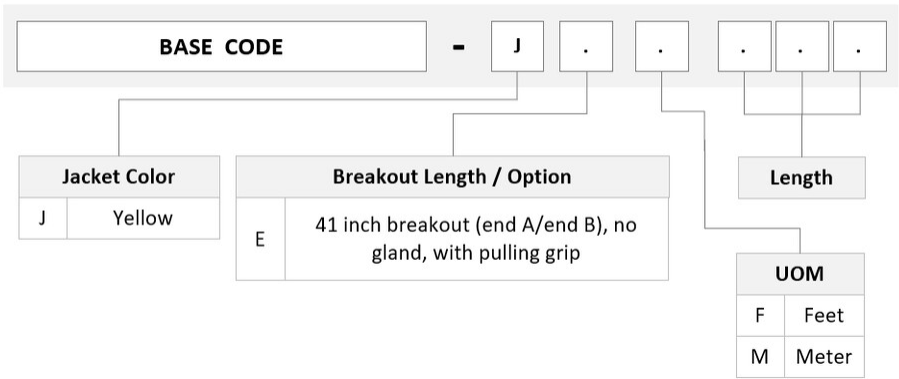 BASE CODE - J . . . . .
Jacket Color
J Yellow
Breakout Length / Option
E 41 inch breakout (end A/end B), no
gland, with pulling grip
Length
UOM
F Feet
M Meter